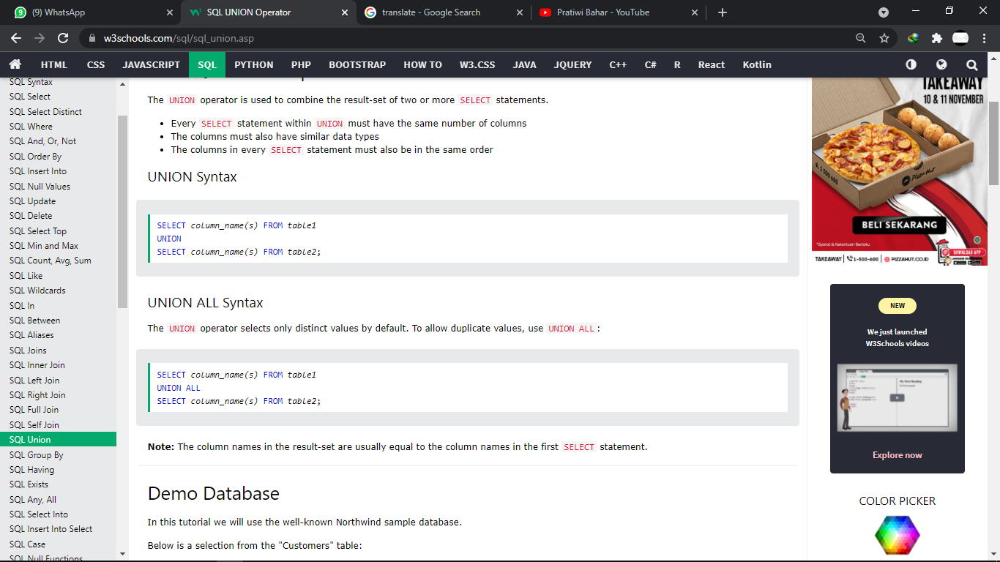 (9) WhatsApp
SQL UNION Operator
translate - Google Search
Pratiwi Bahar - YouTube
w3schools.com/sql/sql_union.asp
HTML CSS JAVASCRIPT SQL PYTHON PHP BOOTSTRAP HOW TO W3.CSS JAVA JQUERY C++ C# R React Kotlin
SQL Syntax
SQL Select
SQL Select Distinct
SQL Where
SQL And, Or, Not
SQL Order By
SQL Insert Into
SQL Null Values
SQL Update
SQL Delete
SQL Select Top
SQL Min and Max
SQL Count, Avg, Sum
SQL Like
SQL Wildcards
SQL In
SQL Between
SQL Aliases
SQL Joins
SQL Inner Join
SQL Left Join
SQL Right Join
SQL Full Join
SQL Self Join
SQL Union
SQL Group By
SQL Having
SQL Exists
SQL Any, All
SQL Select Into
SQL Insert Into Select
SQL Case
SQL Null Functions
The UNION operator is used to combine the result-set of two or more SELECT statements.
• Every SELECT statement within UNION must have the same number of columns
• The columns must also have similar data types
• The columns in every SELECT statement must also be in the same order
UNION Syntax
SELECT column_name(s) FROM table1
UNION
SELECT column_name(s) FROM table2;
UNION ALL Syntax
The UNION operator selects only distinct values by default. To allow duplicate values, use UNION ALL:
SELECT column_name(s) FROM table1
UNION ALL
SELECT column_name(s) FROM table2;
Note: The column names in the result-set are usually equal to the column names in the first SELECT statement.
Demo Database
In this tutorial we will use the well-known Northwind sample database.
Below is a selection from the "Customers" table:
TAKEAWAY
10 & 11 NOVEMBER
1 500 600
Pizza Hut
BELI SEKARANG
*Syarat & Ketentuan Berlaku
DOWNLOAD APP
TAKEAWAY | 1-500-600 | PIZZAHUT.CO.ID
NEW
We just launched
W3Schools videos
Explore now
COLOR PICKER